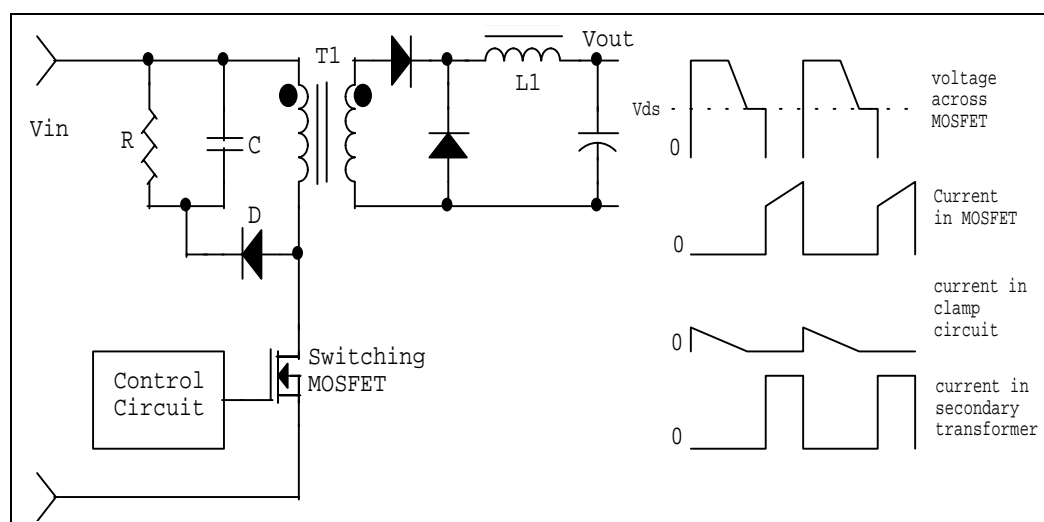 T1
Vout
L1
Vin
R
C
D
Switching
MOSFET
Control
Circuit
Vds
0
voltage
across
MOSFET
0
Current
in MOSFET
0
current in
clamp
circuit
0
current in
secondary
transformer